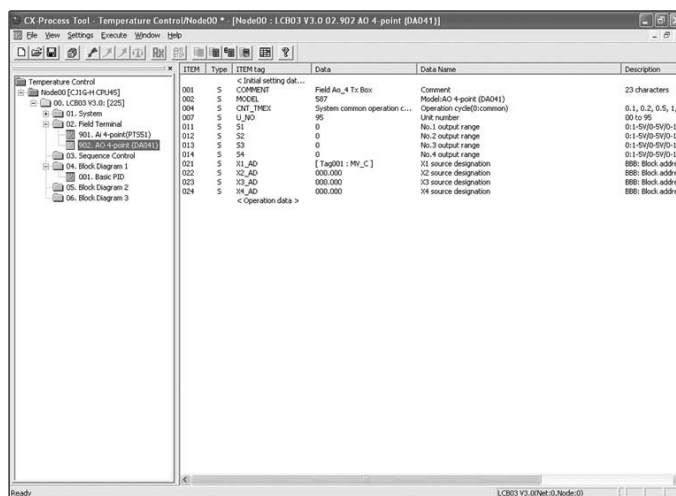 CX-Process Tool - Temperature Control/Node00 * - [Node00 : LCB03 V3.0 02.902 AO 4-point (DA041)]
File View Settings Execute Window Help
Temperature Control
Node00 [CJ1G-H CPU45]
00. LCB03 V3.0: [225]
01. System
02. Field Terminal
901. Ai 4-point(PTS51)
902. AO 4-point (DA041)
03. Sequence Control
04. Block Diagram 1
001. Basic PID
05. Block Diagram 2
06. Block Diagram 3
ITEM Type ITEM tag Data Data Name Description
< Initial setting dat...
001 S COMMENT Field Ao_4 Tx Box Comment 23 characters
002 S MODEL 587 Model:AO 4-point (DA041)
004 S CNT_TMEX System common operation c... Operation cycle(0:common) 0.1, 0.2, 0.5, 1,
007 S U_NO 95 Unit number 00 to 95
011 S S1 0 No.1 output range 0:1-5V/0-5V/0-1
012 S S2 0 No.2 output range 0:1-5V/0-5V/0-1
013 S S3 0 No.3 output range 0:1-5V/0-5V/0-1
014 S S4 0 No.4 output range 0:1-5V/0-5V/0-1
021 S X1_AD [ Tag001 : MV_C ] X1 source designation BBB: Block addre
022 S X2_AD 000.000 X2 source designation BBB: Block addre
023 S X3_AD 000.000 X3 source designation BBB: Block addre
024 S X4_AD 000.000 X4 source designation BBB: Block addre
< Operation data >
Ready LCB03 V3.0(Net:0,Node:0)